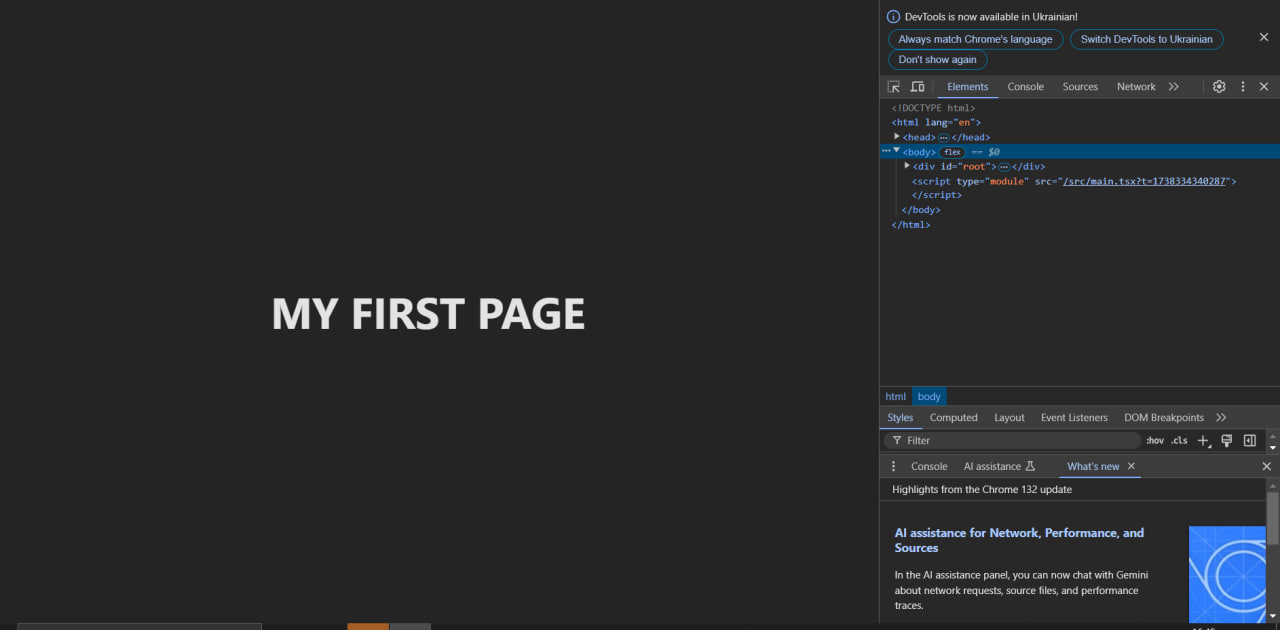 MY FIRST PAGE
DevTools is now available in Ukrainian!
Always match Chrome's language
Switch DevTools to Ukrainian
Don't show again
Elements Console Sources Network
<!DOCTYPE html>
<html lang="en">
<head> … </head>
<body> flex == $0
<div id="root"> … </div>
<script type="module" src="/src/main.tsx?t=1738334340287">
</script>
</body>
</html>
html body
Styles Computed Layout Event Listeners DOM Breakpoints
Filter :hov .cls
Console AI assistance What's new
Highlights from the Chrome 132 update
AI assistance for Network, Performance, and
Sources
In the AI assistance panel, you can now chat with Gemini
about network requests, source files, and performance
traces.